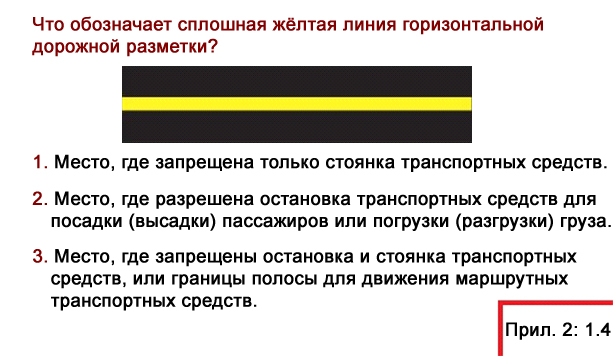 Что обозначает сплошная жёлтая линия горизонтальной
дорожной разметки?
1. Место, где запрещена только стоянка транспортных средств.
2. Место, где разрешена остановка транспортных средств для
посадки (высадки) пассажиров или погрузки (разгрузки) груза.
3. Место, где запрещены остановка и стоянка транспортных
средств, или границы полосы для движения маршрутных
транспортных средств.
Прил. 2: 1.4